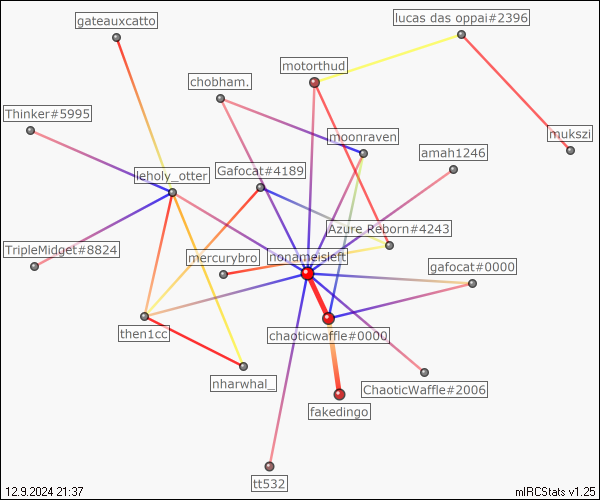 gateauxcatto
lucas das oppai#2396
motorthud
chobham.
Thinker#5995
moonraven
mukszi
amah1246
leholy_otter
Gafocat#4189
Azure Reborn#4243
TripleMidget#8824
mercurybro
nonameisleft
gafocat#0000
then1cc
chaoticwaffle#0000
nharwhal_
ChaoticWaffle#2006
fakedingo
tt532
12.9.2024 21:37
mIRCStats v1.25